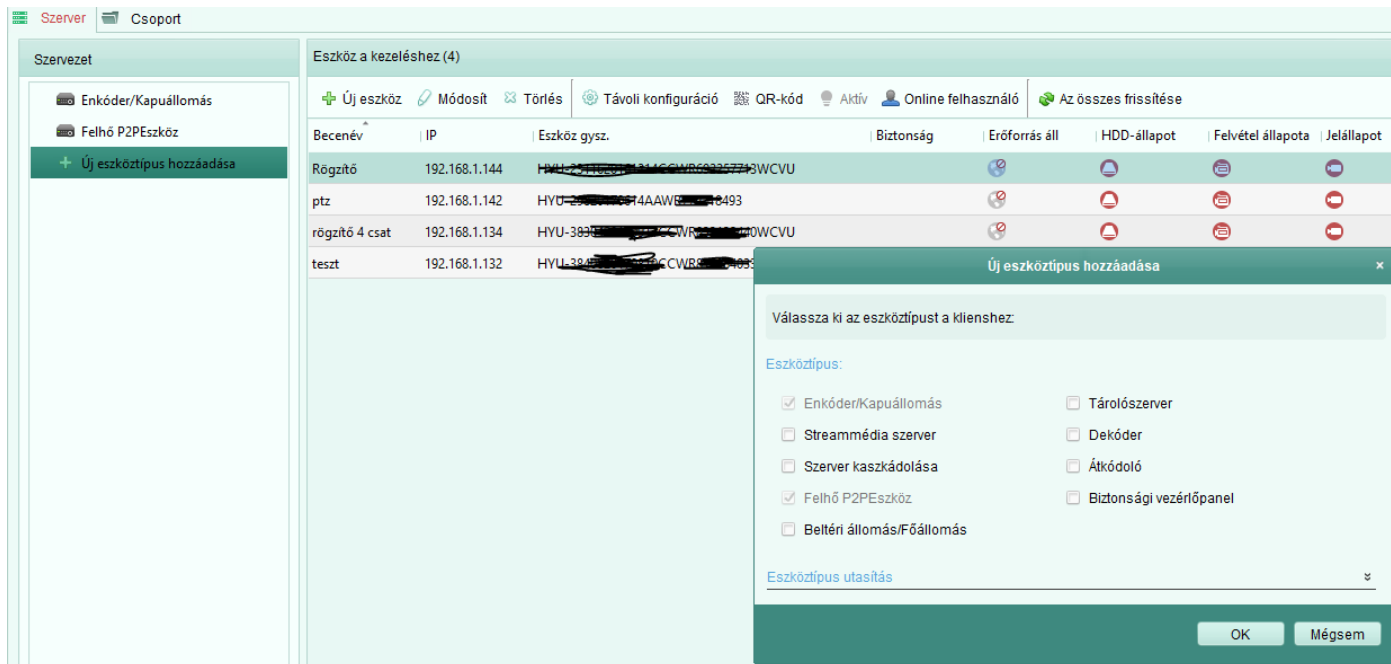 Szerver Csoport
Szervezet
Enkóder/Kapuállomás
Felhő P2PEszköz
Új eszköztípus hozzáadása
Eszköz a kezeléshez (4)
Új eszköz Módosít Törlés Távoli konfiguráció QR-kód Aktív Online felhasználó Az összes frissítése
Becenév IP Eszköz gysz. Biztonság Erőforrás áll HDD-állapot Felvétel állapota Jelállapot
Rögzítő 192.168.1.144
ptz 192.168.1.142
rögzítő 4 csat 192.168.1.134
teszt 192.168.1.132
Új eszköztípus hozzáadása
Válassza ki az eszköztípust a klienshez:
Eszköztípus:
Enkóder/Kapuállomás Tárolószerver
Streammédia szerver Dekóder
Szerver kaszkádolása Átkódoló
Felhő P2PEszköz Biztonsági vezérlőpanel
Beltéri állomás/Főállomás
Eszköztípus utasítás
OK Mégsem